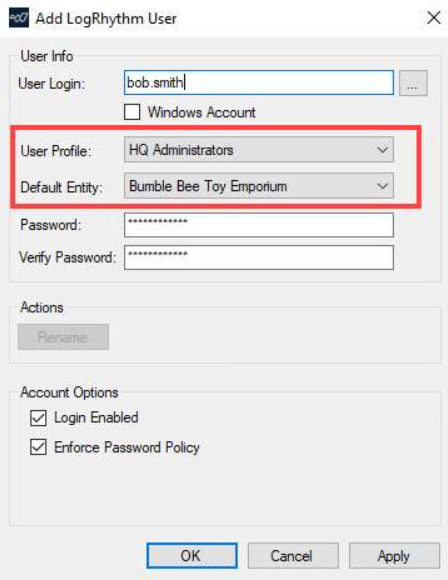 Add LogRhythm User
User Info
User Login: bob.smith ...
Windows Account
User Profile: HQ Administrators
Default Entity: Bumble Bee Toy Emporium
Password: ************
Verify Password: ************
Actions
Rename
Account Options
Login Enabled
Enforce Password Policy
OK Cancel Apply